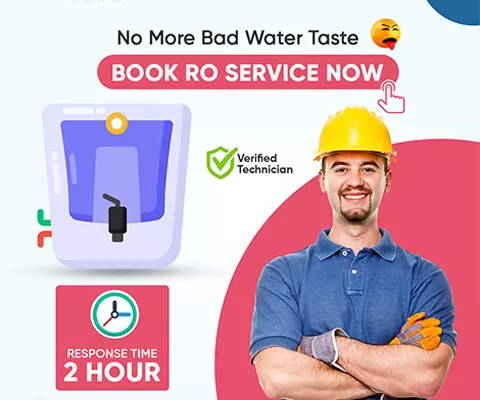 No More Bad Water Taste
BOOK RO SERVICE NOW
Verified
Technician
RESPONSE TIME
2 HOUR